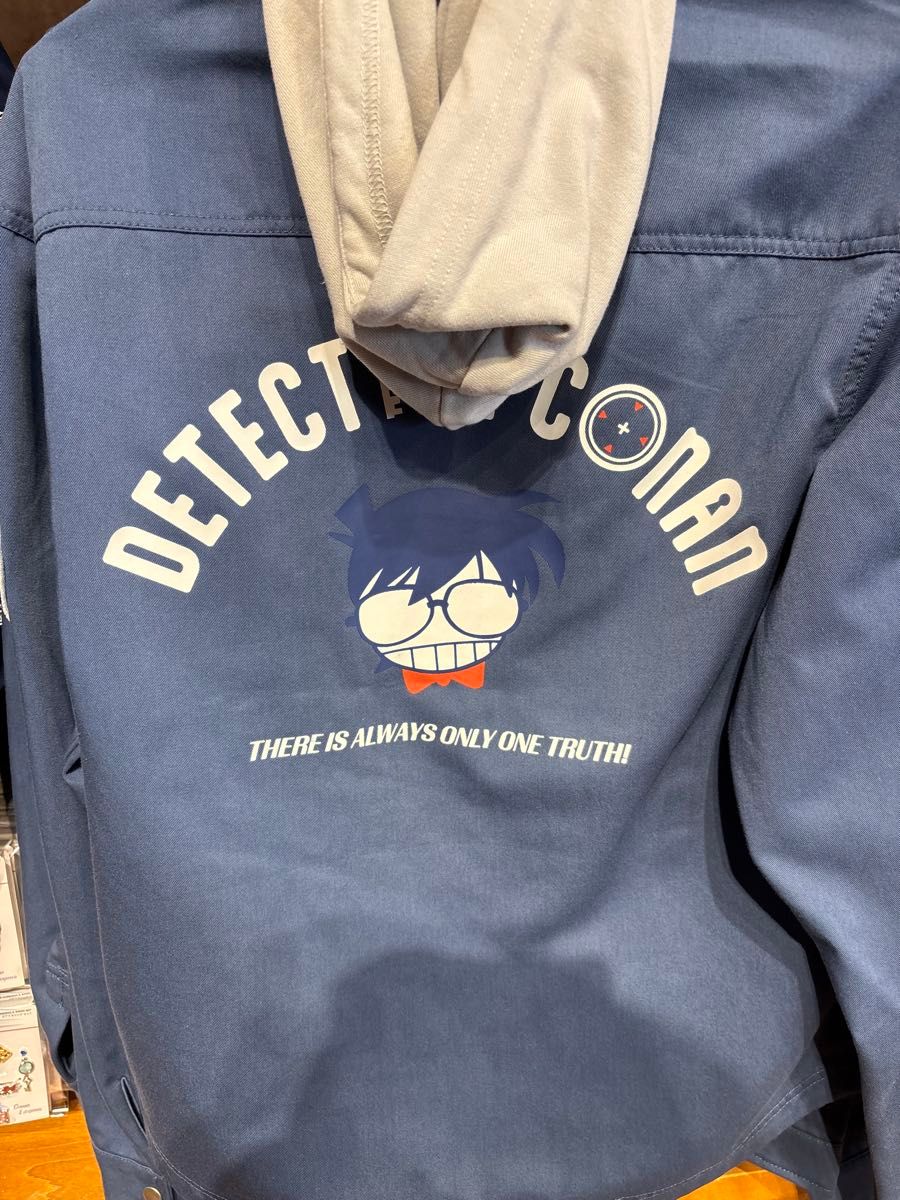 DETECT CONAN
THERE IS ALWAYS ONLY ONE TRUTH!